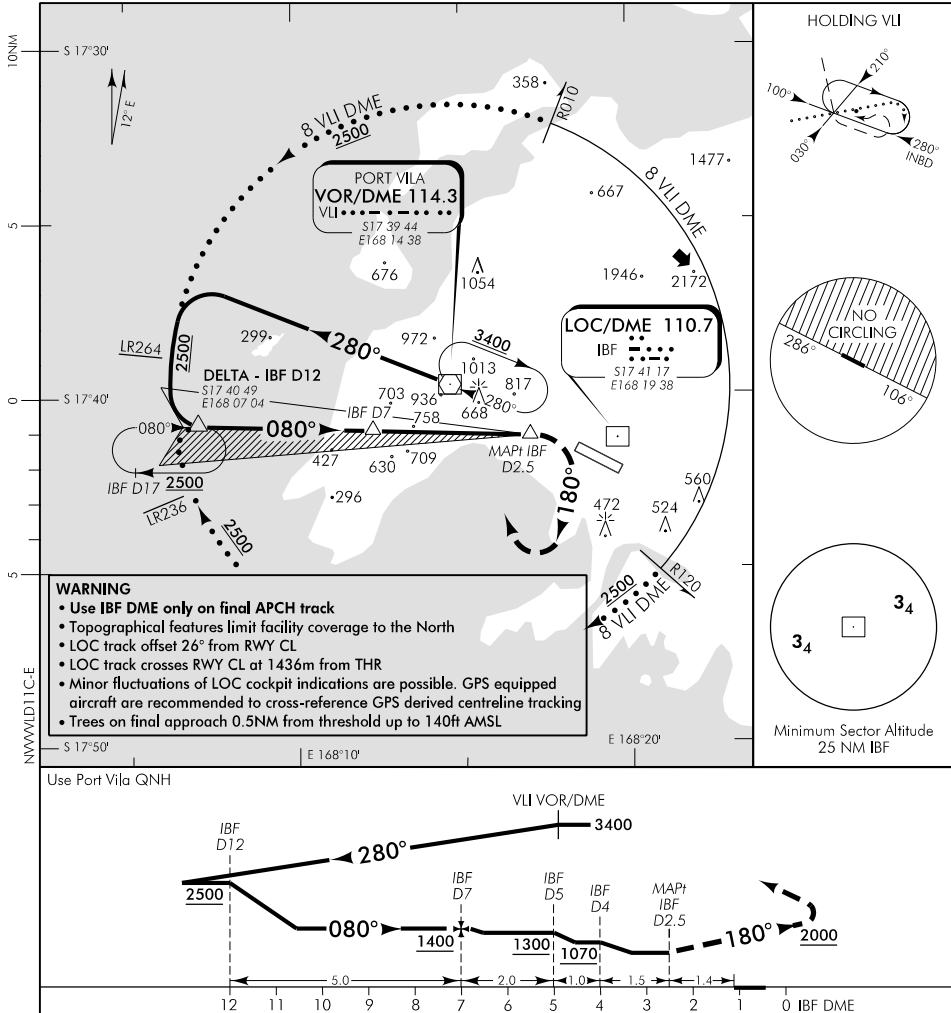 10NM
S 17°30'
12° E
358
R010
8 VLI DME
2500
8 VLI DME
1477
PORT VILA
VOR/DME 114.3
VLI
S17 39 44
E168 14 38
667
676
1054
1946
2172
5
LOC/DME 110.7
IBF
S17 41 17
E168 19 38
299
280°
972
3400
LR264
2500
1013
817
DELTA - IBF D12
S17 40 49
E168 07 04
703
936
668
280°
0
S 17°40'
IBF D7
758
080°
080°
MAPt IBF
D2.5
427
630
709
IBF D17
2500
296
LR236
2500
180°
472
524
560
5
R120
2500
8 VLI DME
WARNING
• Use IBF DME only on final APCH track
• Topographical features limit facility coverage to the North
• LOC track offset 26° from RWY CL
• LOC track crosses RWY CL at 1436m from THR
• Minor fluctuations of LOC cockpit indications are possible. GPS equipped
aircraft are recommended to cross-reference GPS derived centreline tracking
• Trees on final approach 0.5NM from threshold up to 140ft AMSL
NWWLD11C-E
S 17°50'
E 168°10'
E 168°20'
HOLDING VLI
210°
100°
030°
280°
INBD
NO
CIRCLING
286°
106°
34
34
Minimum Sector Altitude
25 NM IBF
Use Port Vila QNH
VLI VOR/DME
3400
IBF
D12
280°
2500
IBF
D7
IBF
D5
IBF
D4
MAPt
IBF
D2.5
080°
1400
1300
1070
180°
2000
5.0
2.0
1.0
1.5
1.4
12 11 10 9 8 7 6 5 4 3 2 1 0 IBF DME